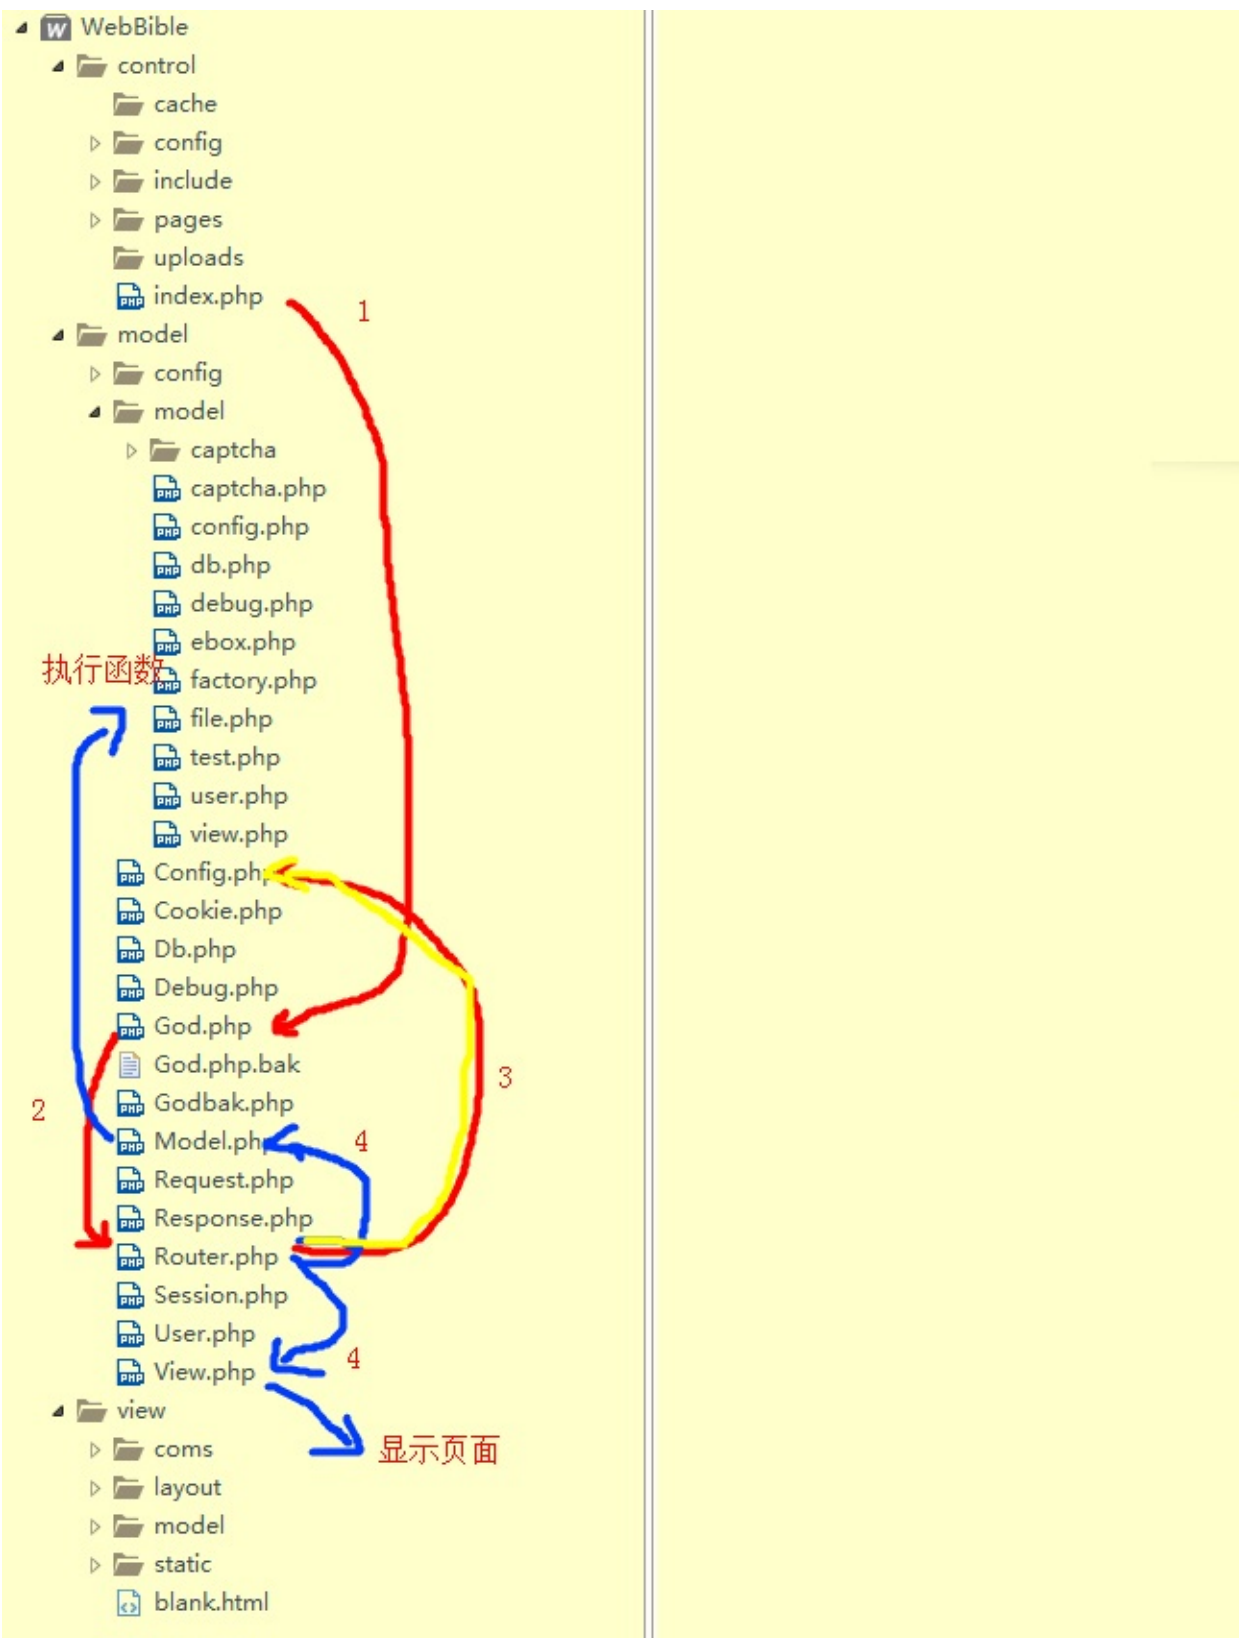 WebBible
control
cache
config
include
pages
uploads
index.php
1
model
config
model
captcha
captcha.php
config.php
db.php
debug.php
ebox.php
执行函数
factory.php
file.php
test.php
user.php
view.php
Config.php
Cookie.php
Db.php
Debug.php
God.php
God.php.bak
3
Godbak.php
2
Model.php
4
Request.php
Response.php
Router.php
Session.php
User.php
4
View.php
view
显示页面
coms
layout
model
static
blank.html